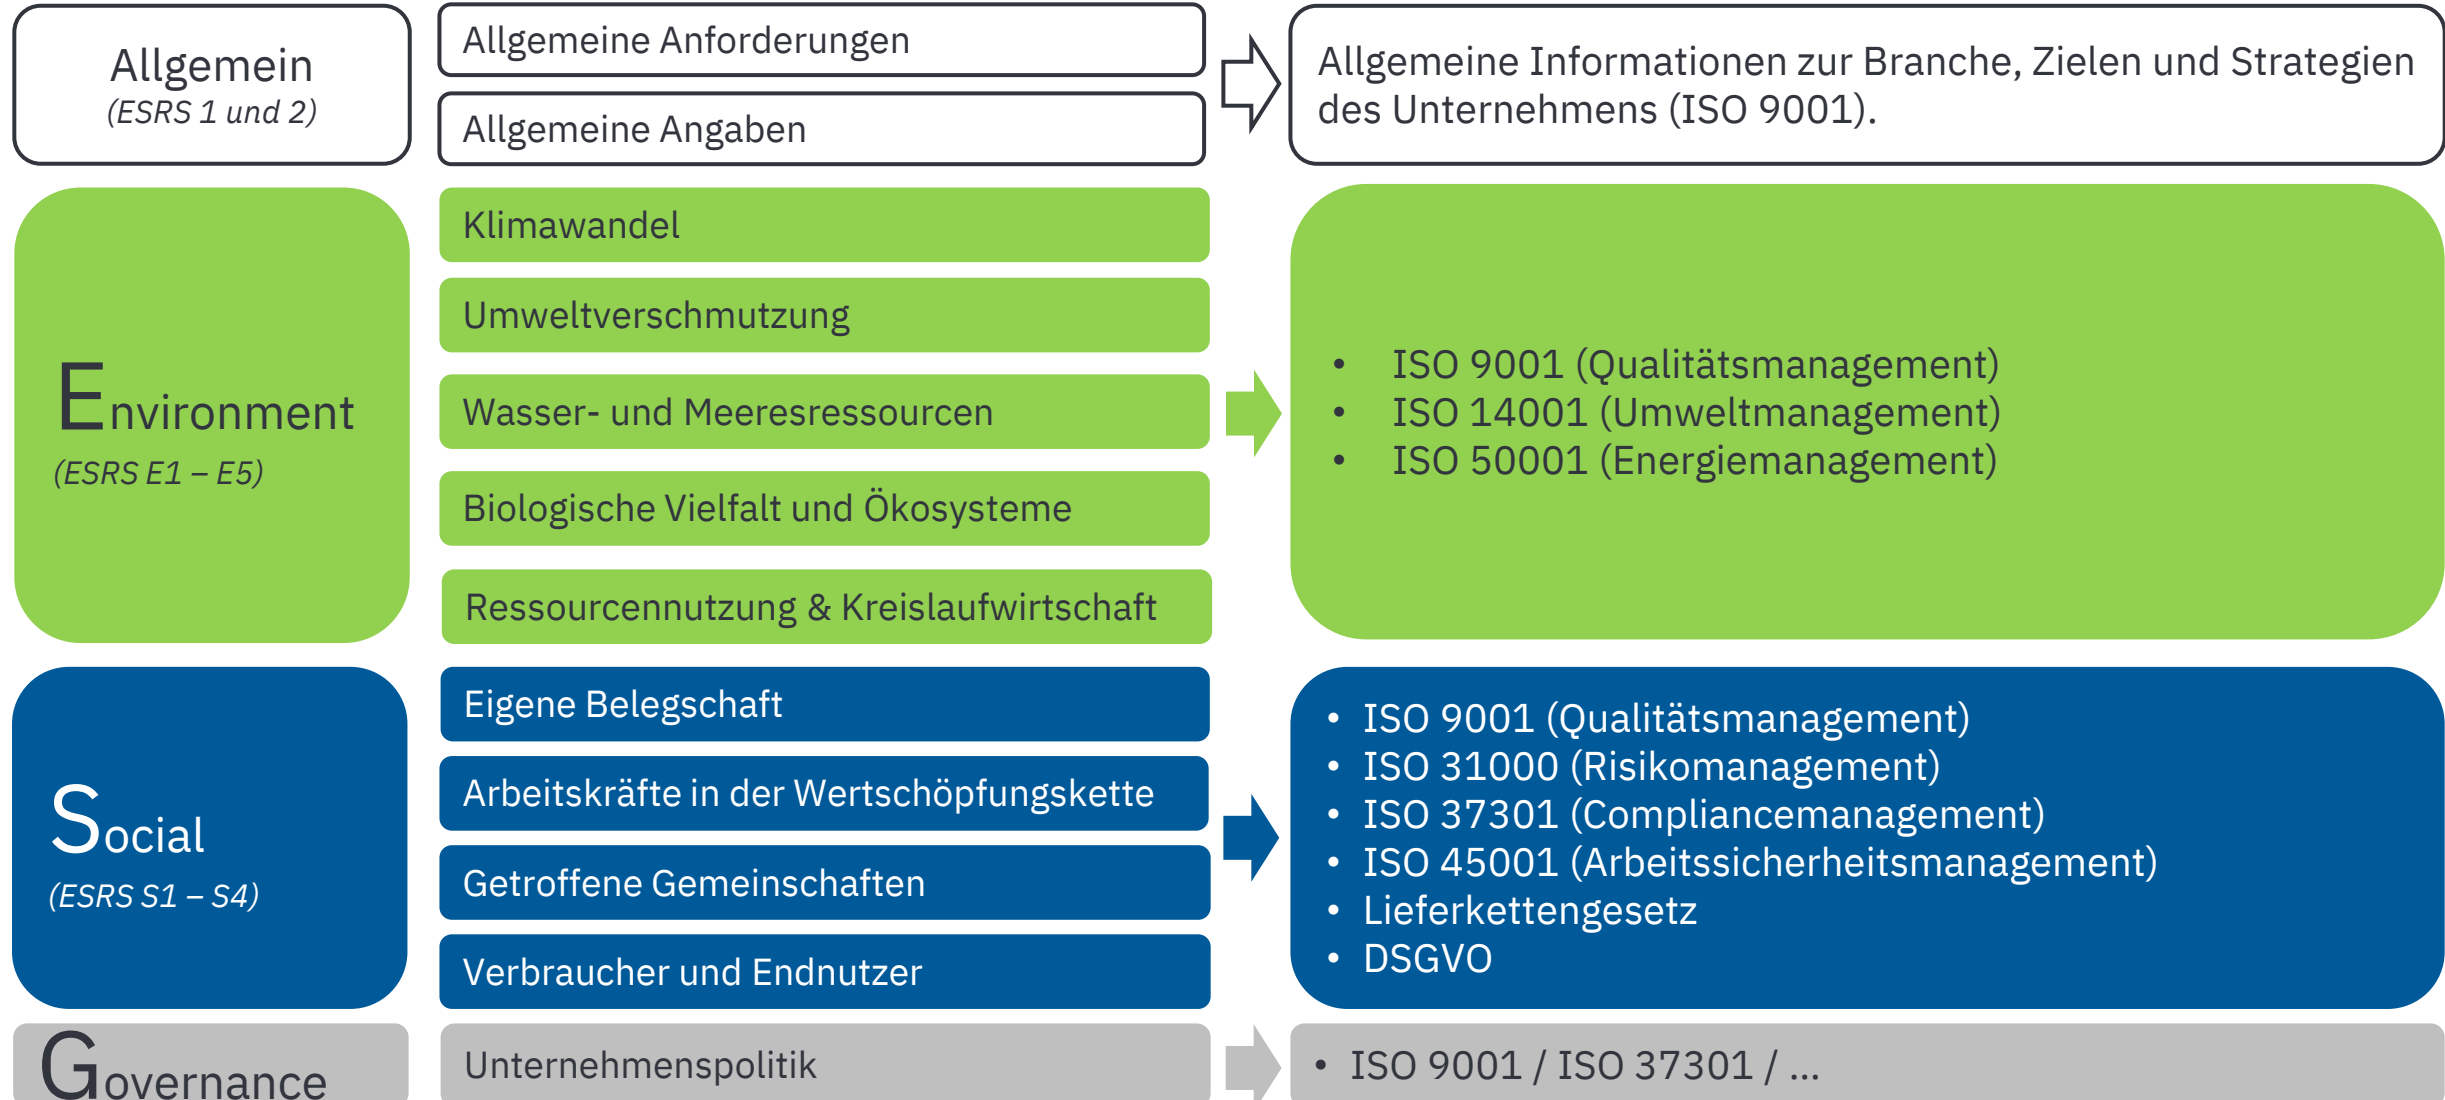 Allgemein
(ESRS 1 und 2)
Allgemeine Anforderungen
Allgemeine Angaben
Allgemeine Informationen zur Branche, Zielen und Strategien
des Unternehmens (ISO 9001).
Environment
(ESRS E1 – E5)
Klimawandel
Umweltverschmutzung
Wasser- und Meeresressourcen
Biologische Vielfalt und Ökosysteme
Ressourcennutzung & Kreislaufwirtschaft
• ISO 9001 (Qualitätsmanagement)
• ISO 14001 (Umweltmanagement)
• ISO 50001 (Energiemanagement)
Social
(ESRS S1 – S4)
Eigene Belegschaft
Arbeitskräfte in der Wertschöpfungskette
Getroffene Gemeinschaften
Verbraucher und Endnutzer
• ISO 9001 (Qualitätsmanagement)
• ISO 31000 (Risikomanagement)
• ISO 37301 (Compliancemanagement)
• ISO 45001 (Arbeitssicherheitsmanagement)
• Lieferkettengesetz
• DSGVO
Governance
Unternehmenspolitik
• ISO 9001 / ISO 37301 / ...